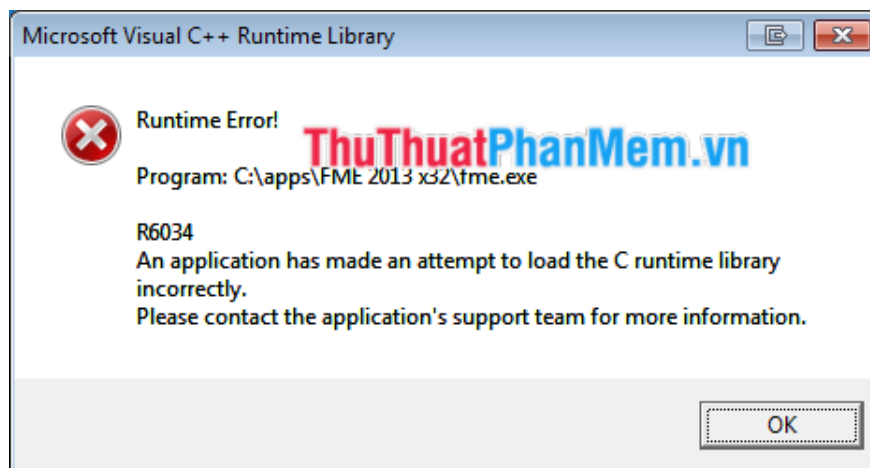 Microsoft Visual C++ Runtime Library
Runtime Error!
ThuThuatPhanMem.vn
Program: C:\apps\FME 2013 x32\fme.exe
R6034
An application has made an attempt to load the C runtime library
incorrectly.
Please contact the application's support team for more information.
OK